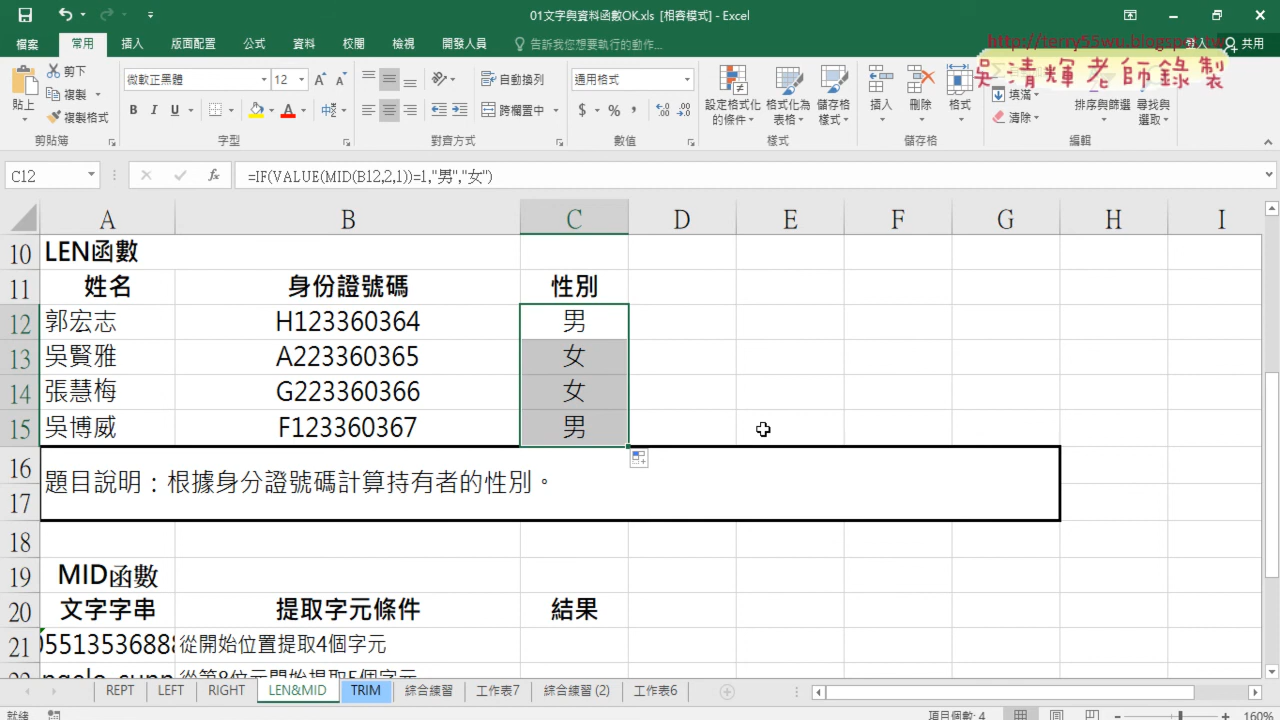 01文字與資料函數OK.xls [相容模式] - Excel
http://terry55wu.blogspot.tw
吳清輝老師錄製
檔案 常用 插入 版面配置 公式 資料 校閱 檢視 開發人員 告訴我您想要執行的動作... 共用
貼上 剪下 複製 複製格式
微軟正黑體 12
B I U A
自動換列 跨欄置中
通用格式
$ % ,
設定格式化的條件 格式化為表格 儲存格樣式 插入 刪除 格式
填滿 清除 排序與篩選 尋找與選取
剪貼簿 字型 對齊方式 數值 樣式 儲存格 編輯
C12 fx =IF(VALUE(MID(B12,2,1))=1,"男","女")
A B C D E F G H I
10 LEN函數
11 姓名 身份證號碼 性別
12 郭宏志 H123360364 男
13 吳賢雅 A223360365 女
14 張慧梅 G223360366 女
15 吳博威 F123360367 男
16 題目說明：根據身分證號碼計算持有者的性別。
17
18
19 MID函數
20 文字字串 提取字元條件 結果
21 從開始位置提取4個字元
REPT LEFT RIGHT LEN&MID TRIM 綜合練習 工作表7 綜合練習 (2) 工作表6
就緒 項目個數: 4 160%